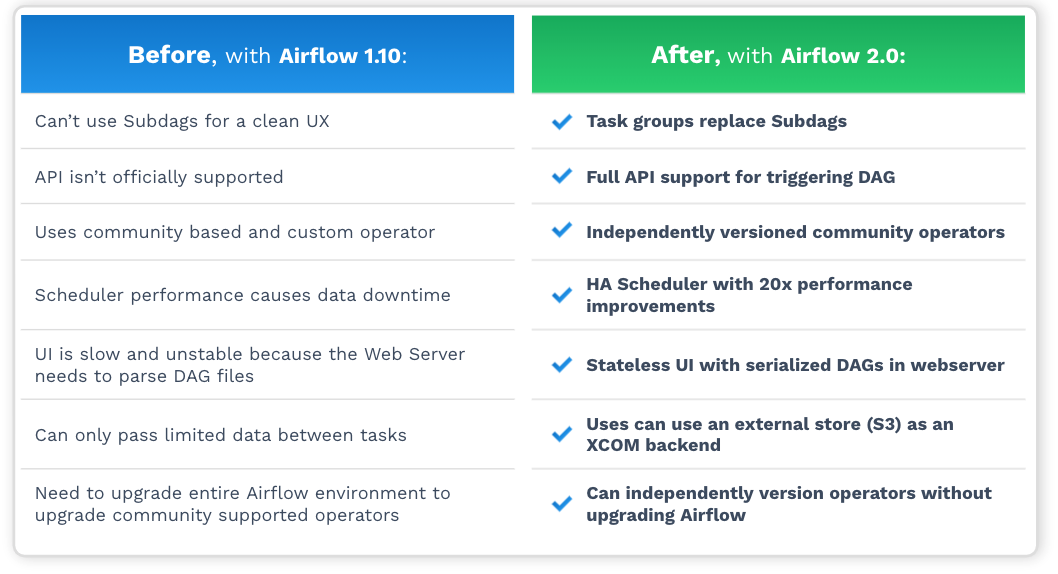 Before, with Airflow 1.10:
After, with Airflow 2.0:
Can’t use Subdags for a clean UX
Task groups replace Subdags
API isn’t officially supported
Full API support for triggering DAG
Uses community based and custom operator
Independently versioned community operators
Scheduler performance causes data downtime
HA Scheduler with 20x performance
improvements
UI is slow and unstable because the Web Server
needs to parse DAG files
Stateless UI with serialized DAGs in webserver
Can only pass limited data between tasks
Uses can use an external store (S3) as an
XCOM backend
Need to upgrade entire Airflow environment to
upgrade community supported operators
Can independently version operators without
upgrading Airflow